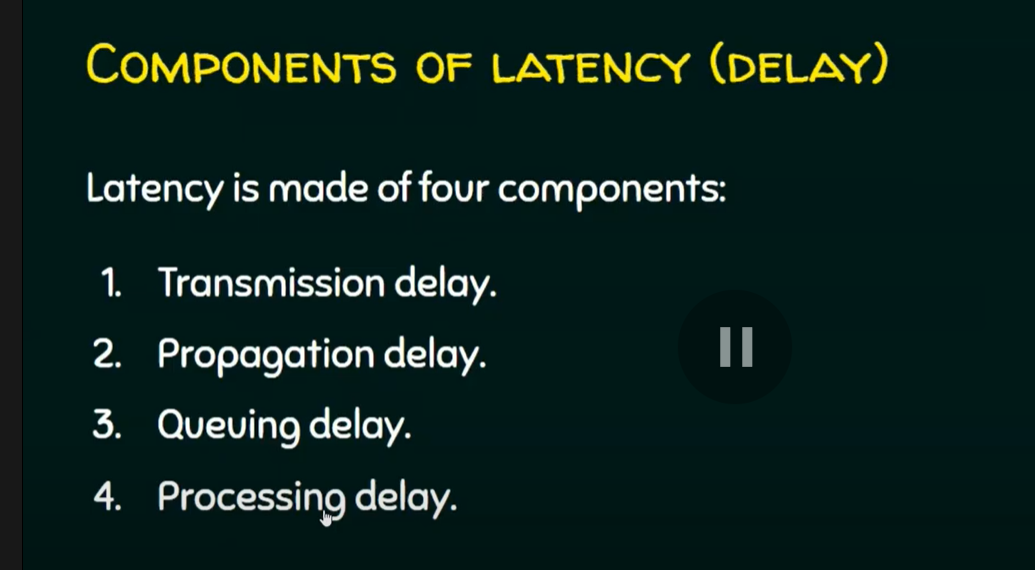 COMPONENTS OF LATENCY (DELAY)
Latency is made of four components:
1. Transmission delay.
2. Propagation delay.
3. Queuing delay.
4. Processing delay.